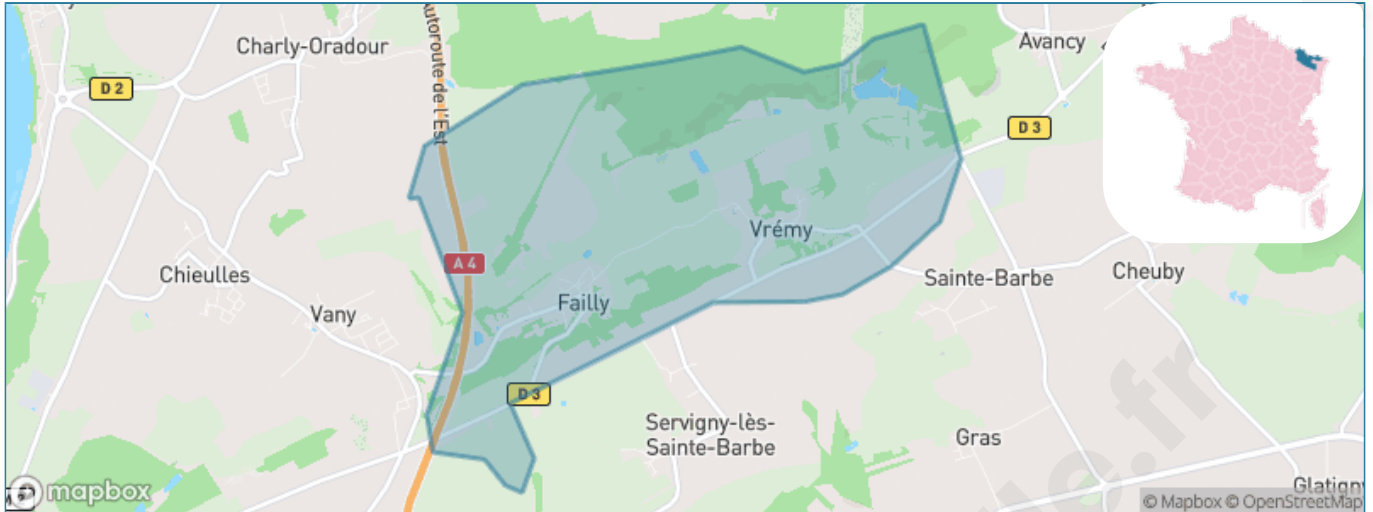 Charly-Oradour
Autoroute de l'Est
Avancy
D 2
D 3
Vrémy
A 4
Chieulles
Sainte-Barbe
Cheuby
Failly
Vany
D 3
Servigny-lès-
Sainte-Barbe
Gras
Glatigny
mapbox
© Mapbox © OpenStreetMap